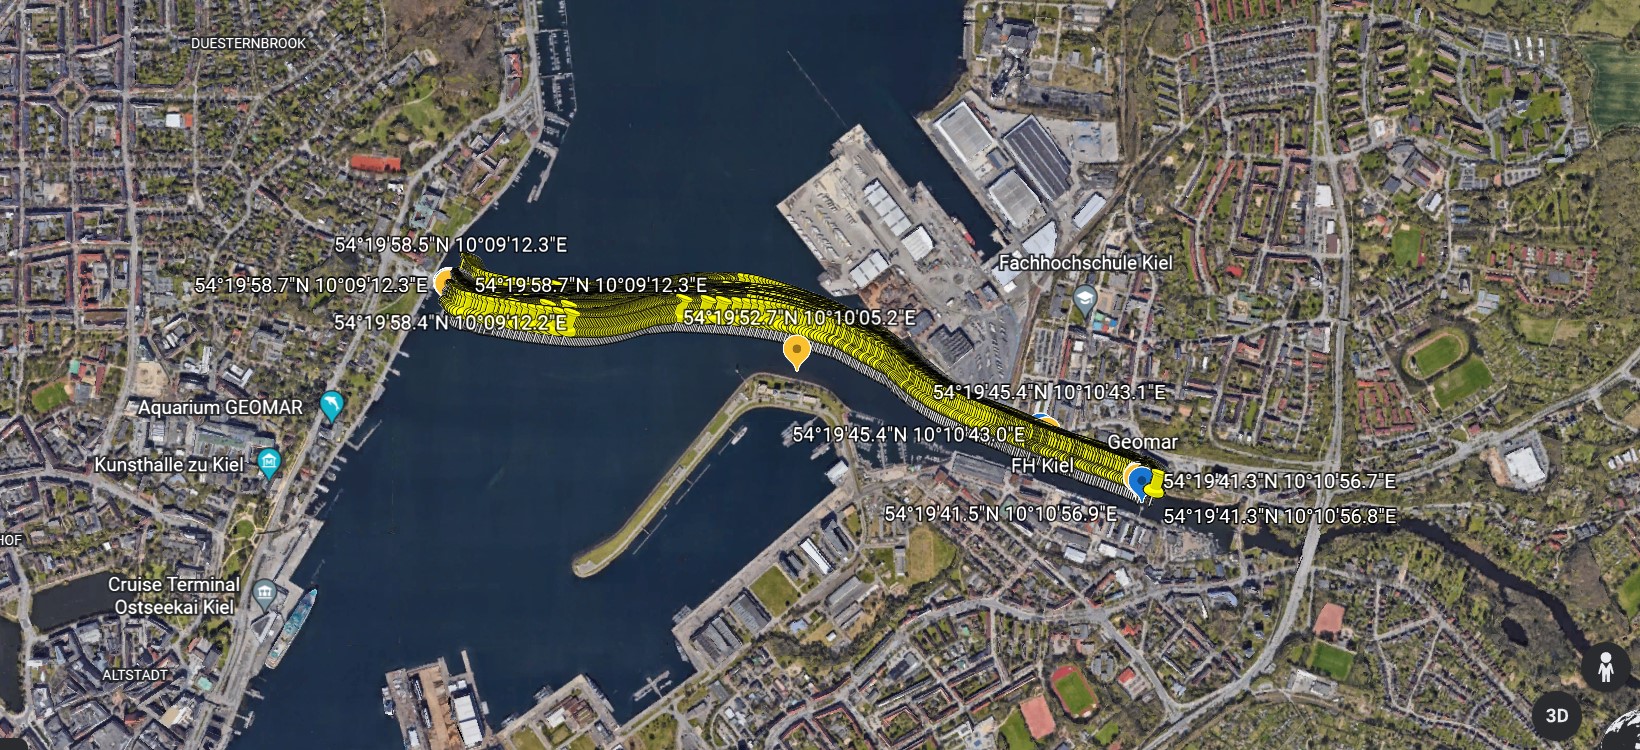 DUESTERNBROOK
54°19'58.5"N 10°09'12.3"E
Fachhochschule Kiel
54°19'58.7"N 10°09'12.3"E
54°19'58.7"N 10°09'12.3"E
54°19'58.4"N 10°09'12.2"E
54°19'52.7"N 10°10'05.2"E
54°19'45.4"N 10°10'43.1"E
Aquarium GEOMAR
54°19'45.4"N 10°10'43.0"E
Geomar
Kunsthalle zu Kiel
FH Kiel
54°19'41.3"N 10°10'56.7"E
54°19'41.5"N 10°10'56.9"E
54°19'41.3"N 10°10'56.8"E
HOF
Cruise Terminal
Ostseekai Kiel
ALTSTADT
3D